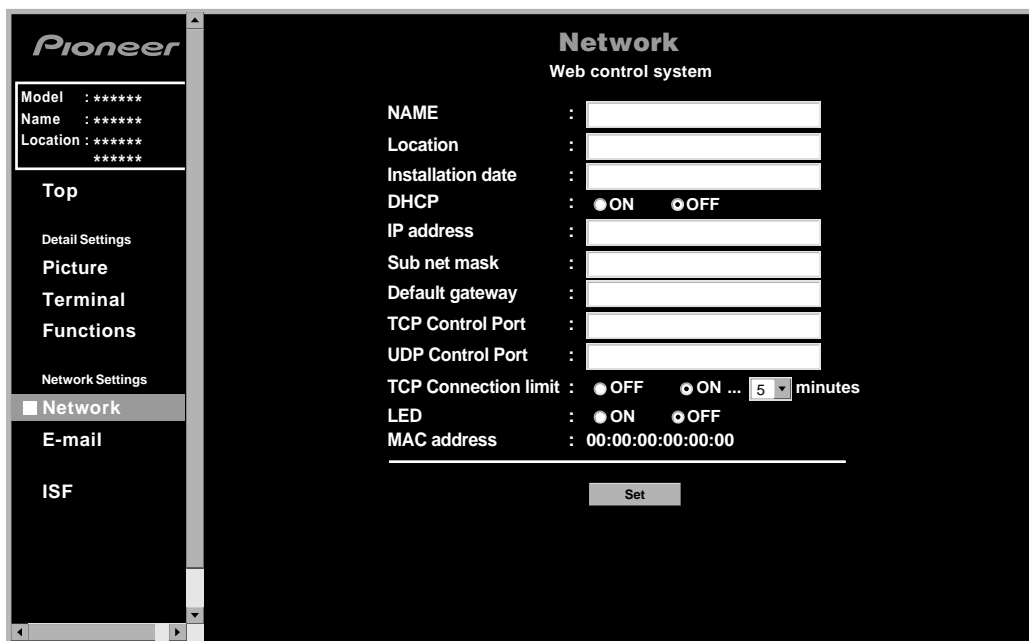 Pioneer
Model : ******
Name : ******
Location : ******
******
Top
Detail Settings
Picture
Terminal
Functions
Network Settings
Network
E-mail
ISF
Network
Web control system
NAME :
Location :
Installation date :
DHCP : ON OFF
IP address :
Sub net mask :
Default gateway :
TCP Control Port :
UDP Control Port :
TCP Connection limit : OFF ON ... 5 minutes
LED : ON OFF
MAC address : 00:00:00:00:00:00
Set